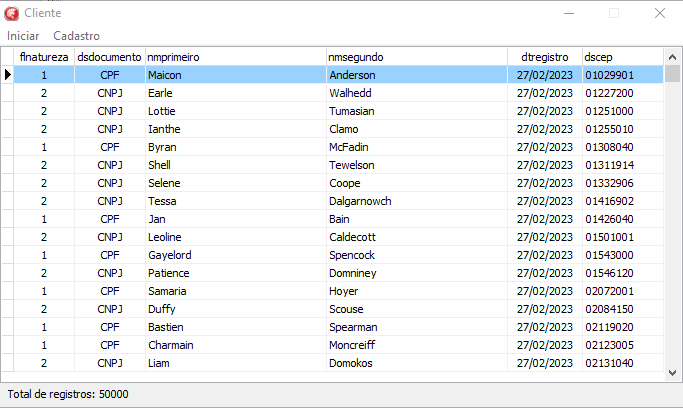 Cliente
Iniciar Cadastro
flnatureza dsdocumento nmprimeiro nmsegundo dtregistro dscep
1 CPF Maicon Anderson 27/02/2023 01029901
2 CNPJ Earle Walhedd 27/02/2023 01227200
2 CNPJ Lottie Tumasian 27/02/2023 01251000
2 CNPJ Ianthe Clamo 27/02/2023 01255010
1 CPF Byran McFadin 27/02/2023 01308040
2 CNPJ Shell Tewelson 27/02/2023 01311914
2 CNPJ Selene Coope 27/02/2023 01332906
2 CNPJ Tessa Dalgarnowch 27/02/2023 01416902
1 CPF Jan Bain 27/02/2023 01426040
2 CNPJ Leoline Caldecott 27/02/2023 01501001
1 CPF Gayelord Spencock 27/02/2023 01543000
2 CNPJ Patience Domniney 27/02/2023 01546120
1 CPF Samaria Hoyer 27/02/2023 02072001
2 CNPJ Duffy Scouse 27/02/2023 02084150
1 CPF Bastien Spearman 27/02/2023 02119020
1 CPF Charmain Moncreiff 27/02/2023 02123005
2 CNPJ Liam Domokos 27/02/2023 02131040
Total de registros: 50000